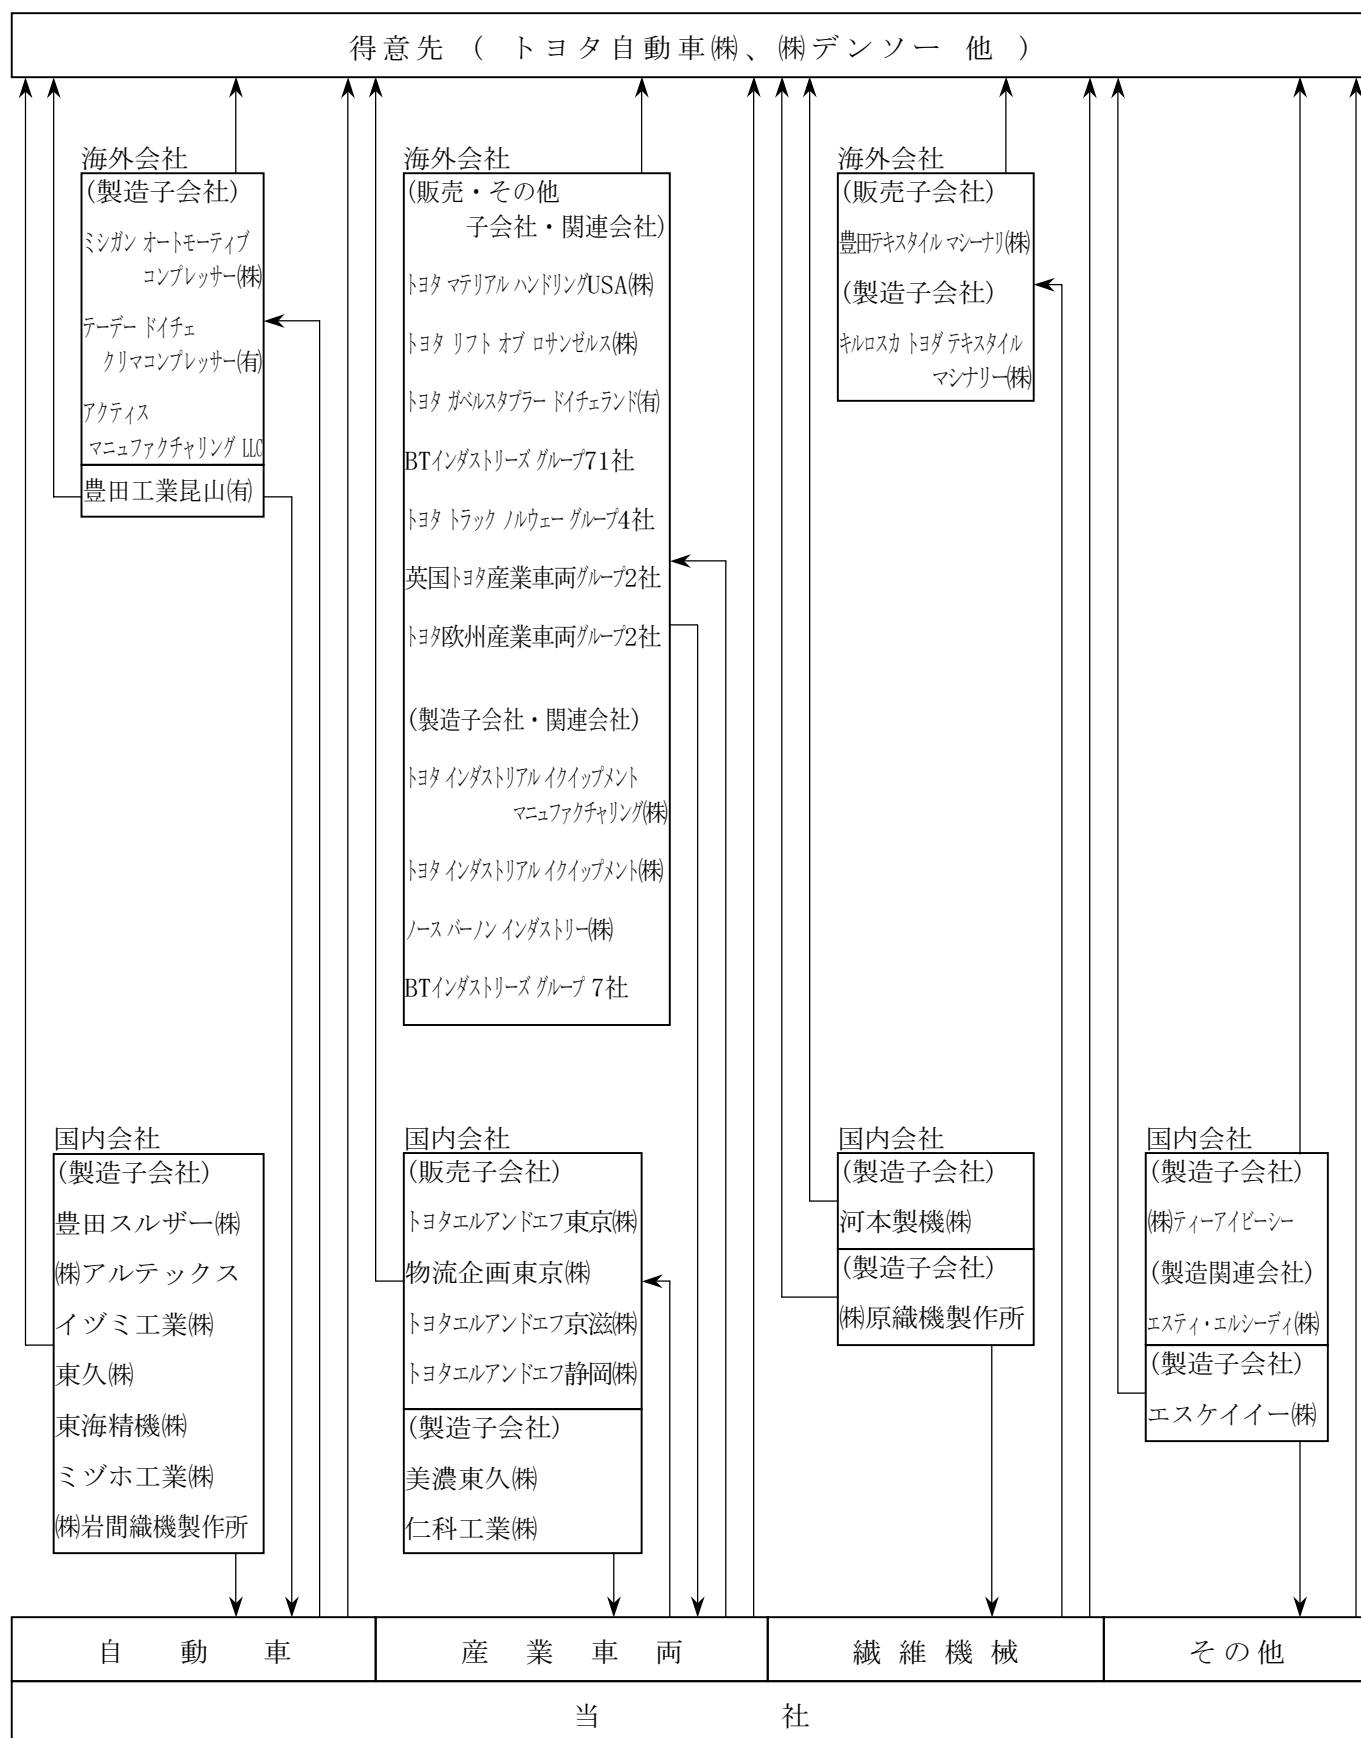 得意先 ( トヨタ自動車㈱、㈱デンソー 他 )
海外会社
(製造子会社)
ミシガン オートモーティブ
コンプレッサー㈱
テーデー ドイチェ
クリマコンプレッサー㈲
アクティス
マニュファクチャリング LLC
豊田工業昆山㈲
海外会社
(販売・その他
子会社・関連会社)
トヨタ マテリアル ハンドリングUSA㈱
トヨタ リフト オブ ロサンゼルス㈱
トヨタ ガベルスタプラー ドイチェランド㈲
BTインダストリーズ グループ71社
トヨタ トラック ノルウェー グループ4社
英国トヨタ産業車両グループ2社
トヨタ欧州産業車両グループ2社
(製造子会社・関連会社)
トヨタ インダストリアル イクイップメント
マニュファクチャリング㈱
トヨタ インダストリアル イクイップメント㈱
ノース バーノン インダストリー㈱
BTインダストリーズ グループ 7社
海外会社
(販売子会社)
豊田テキスタイル マシーナリ㈱
(製造子会社)
キルロスカ トヨダ テキスタイル
マシナリー㈱
国内会社
(製造子会社)
豊田スルザー㈱
㈱アルテックス
イヅミ工業㈱
東久㈱
東海精機㈱
ミヅホ工業㈱
㈱岩間織機製作所
国内会社
(販売子会社)
トヨタエルアンドエフ東京㈱
物流企画東京㈱
トヨタエルアンドエフ京滋㈱
トヨタエルアンドエフ静岡㈱
(製造子会社)
美濃東久㈱
仁科工業㈱
国内会社
(製造子会社)
河本製機㈱
(製造子会社)
㈱原織機製作所
国内会社
(製造子会社)
㈱ティーアイビーシー
(製造関連会社)
エスティ・エルシーディ㈱
(製造子会社)
エスケイイー㈱
自 動 車
産 業 車 両
繊 維 機 械
そ の 他
当 社